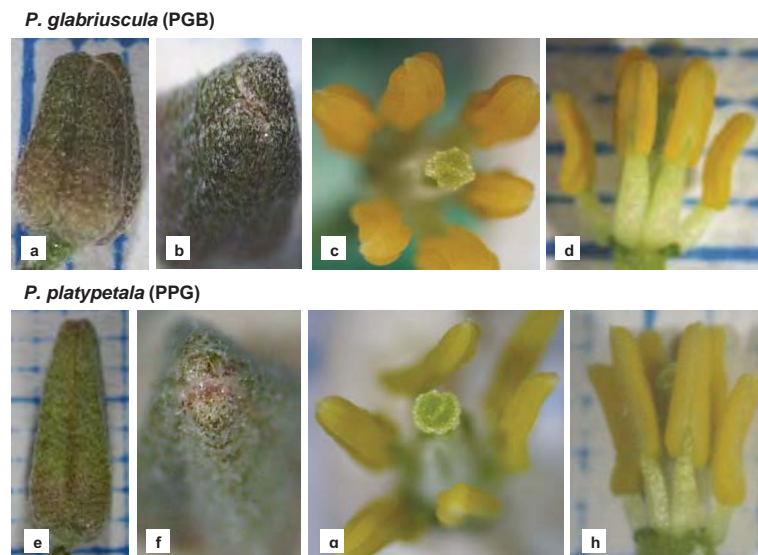 P. glabriuscula (PGB)
a
b
c
d
P. platypetala (PPG)
e
f
g
h